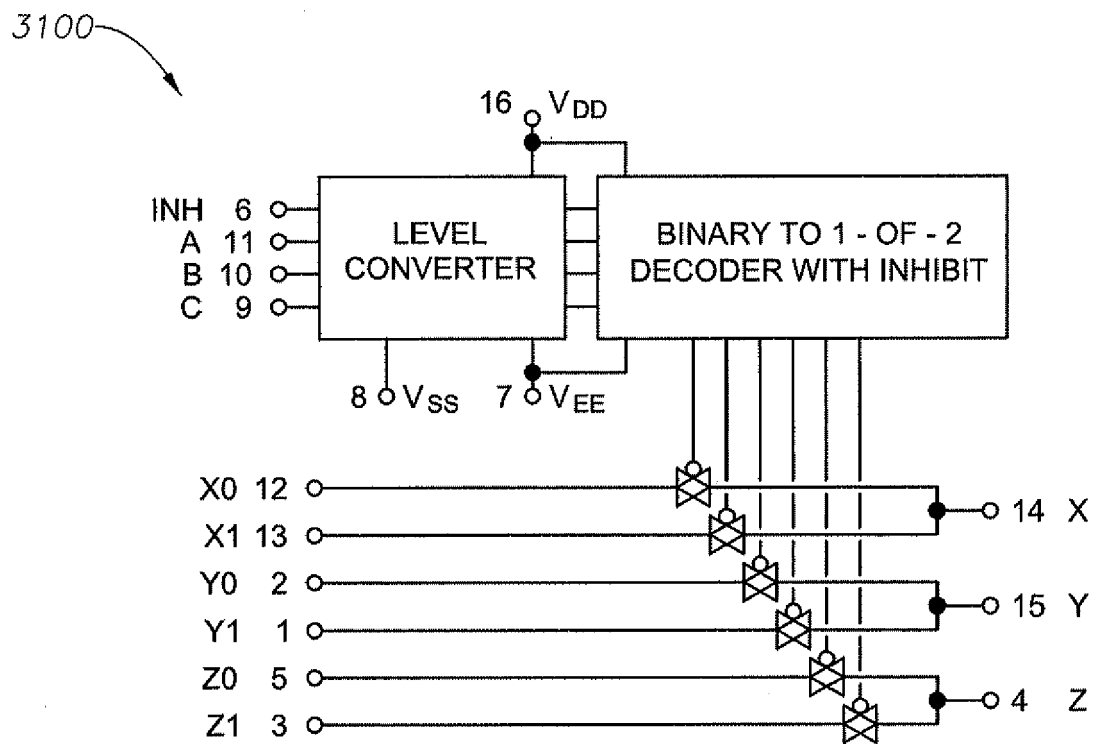 3100
16 VDD
INH 6
A 11
B 10
C 9
LEVEL
CONVERTER
BINARY TO 1 - OF - 2
DECODER WITH INHIBIT
8 VSS 7 VEE
X0 12
14 X
X1 13
Y0 2
15 Y
Y1 1
Z0 5
4 Z
Z1 3